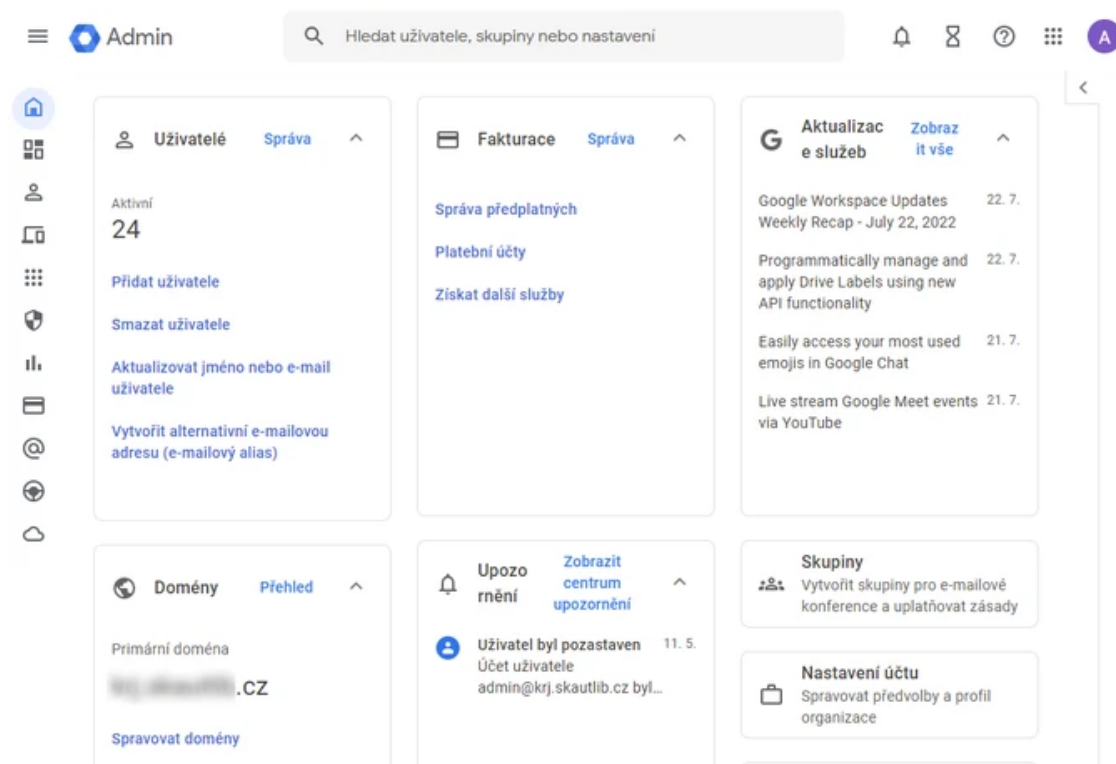 Admin
Hledat uživatele, skupiny nebo nastavení
A
Uživatelé
Správa
Aktivní
24
Přidat uživatele
Smazat uživatele
Aktualizovat jméno nebo e-mail
uživatele
Vytvořit alternativní e-mailovou
adresu (e-mailový alias)
Fakturace
Správa
Správa předplatných
Platební účty
Získat další služby
Aktualizac
e služeb
Zobraz
it vše
Google Workspace Updates 22. 7.
Weekly Recap - July 22, 2022
Programmatically manage and 22. 7.
apply Drive Labels using new
API functionality
Easily access your most used 21. 7.
emojis in Google Chat
Live stream Google Meet events 21. 7.
via YouTube
Domény
Přehled
Primární doména
.cz
Spravovat domény
Upozo
rnění
Zobrazit
centrum
upozornění
Uživatel byl pozastaven 11. 5.
Účet uživatele
admin@krj.skautlib.cz byl...
Skupiny
Vytvořit skupiny pro e-mailové
konference a uplatňovat zásady
Nastavení účtu
Spravovat předvolby a profil
organizace